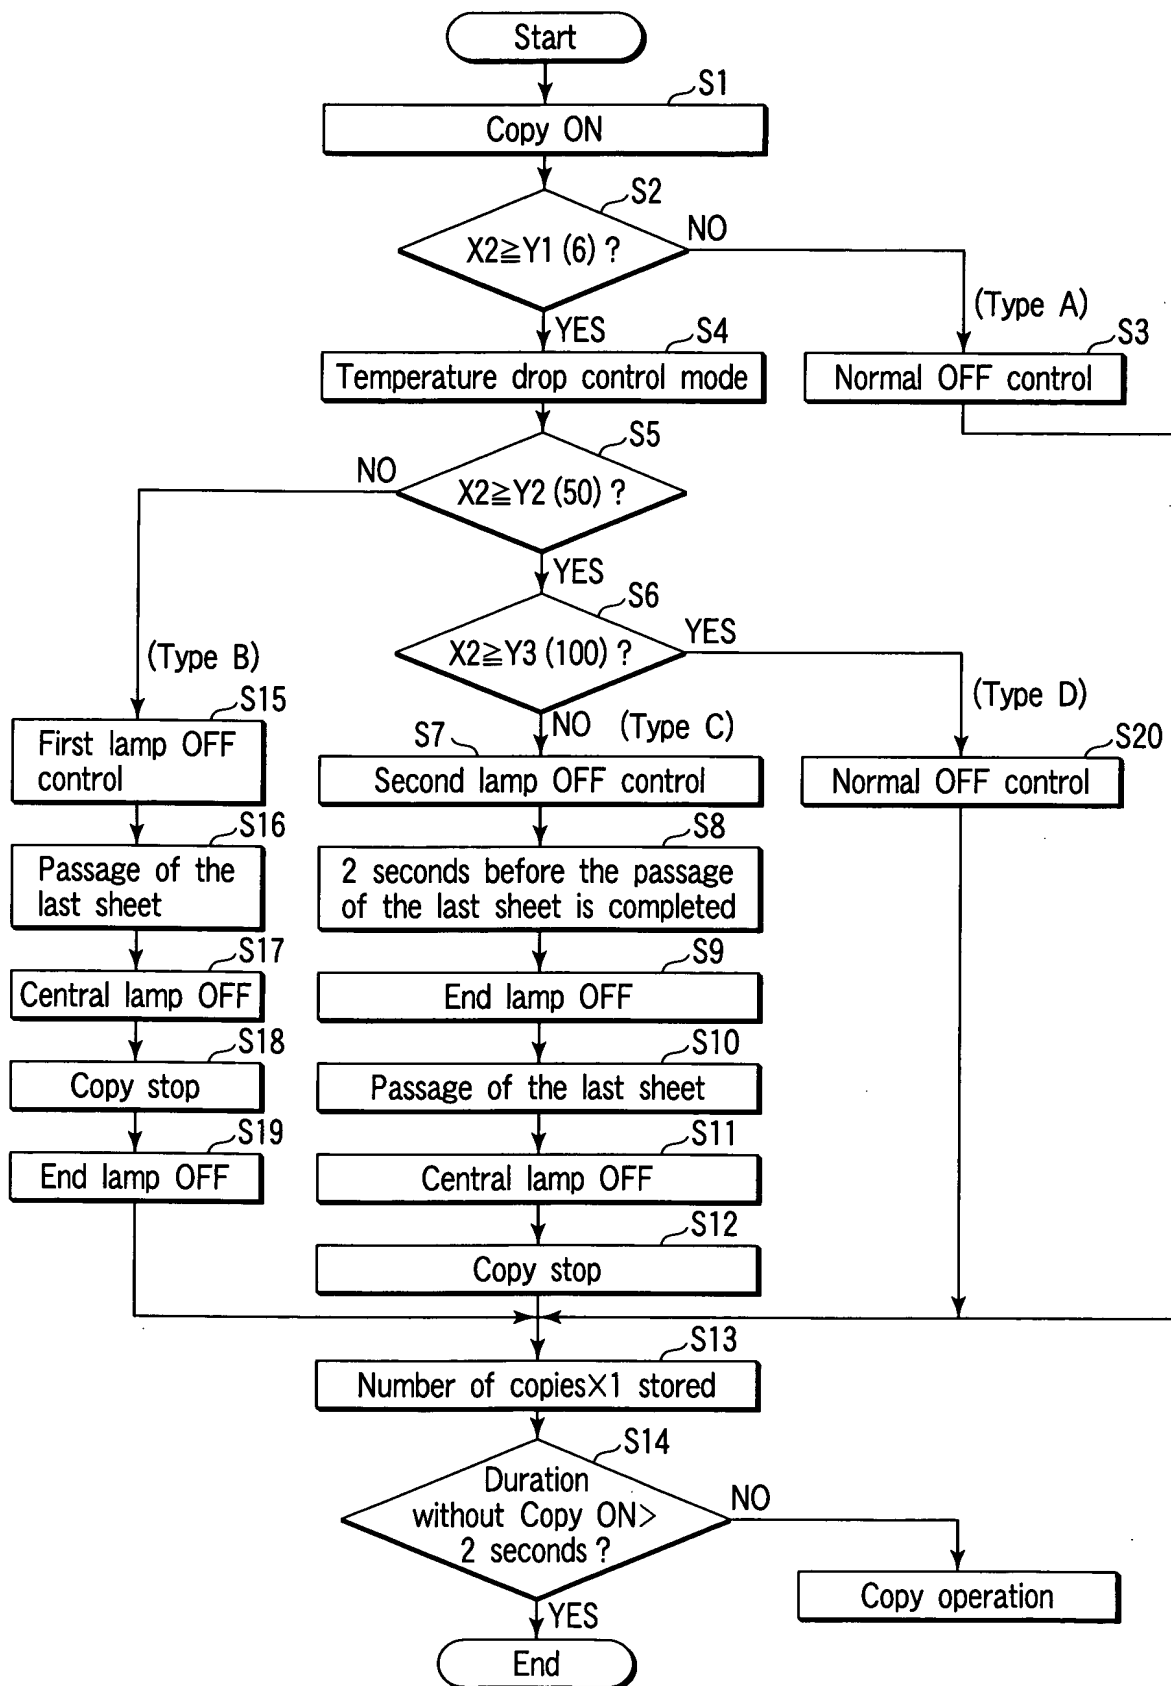 Start
S1
Copy ON
S2
X2≧Y1 (6) ?
NO
YES
(Type A)
S4
Temperature drop control mode
S3
Normal OFF control
S5
NO
X2≧Y2 (50) ?
YES
S6
X2≧Y3 (100) ?
YES
(Type B)
(Type D)
S15
First lamp OFF
control
NO
(Type C)
S7
Second lamp OFF control
S20
Normal OFF control
S16
Passage of the
last sheet
S8
2 seconds before the passage
of the last sheet is completed
S17
Central lamp OFF
S9
End lamp OFF
S18
Copy stop
S10
Passage of the last sheet
S19
End lamp OFF
S11
Central lamp OFF
S12
Copy stop
S13
Number of copies×1 stored
S14
Duration
without Copy ON>
2 seconds ?
NO
Copy operation
YES
End